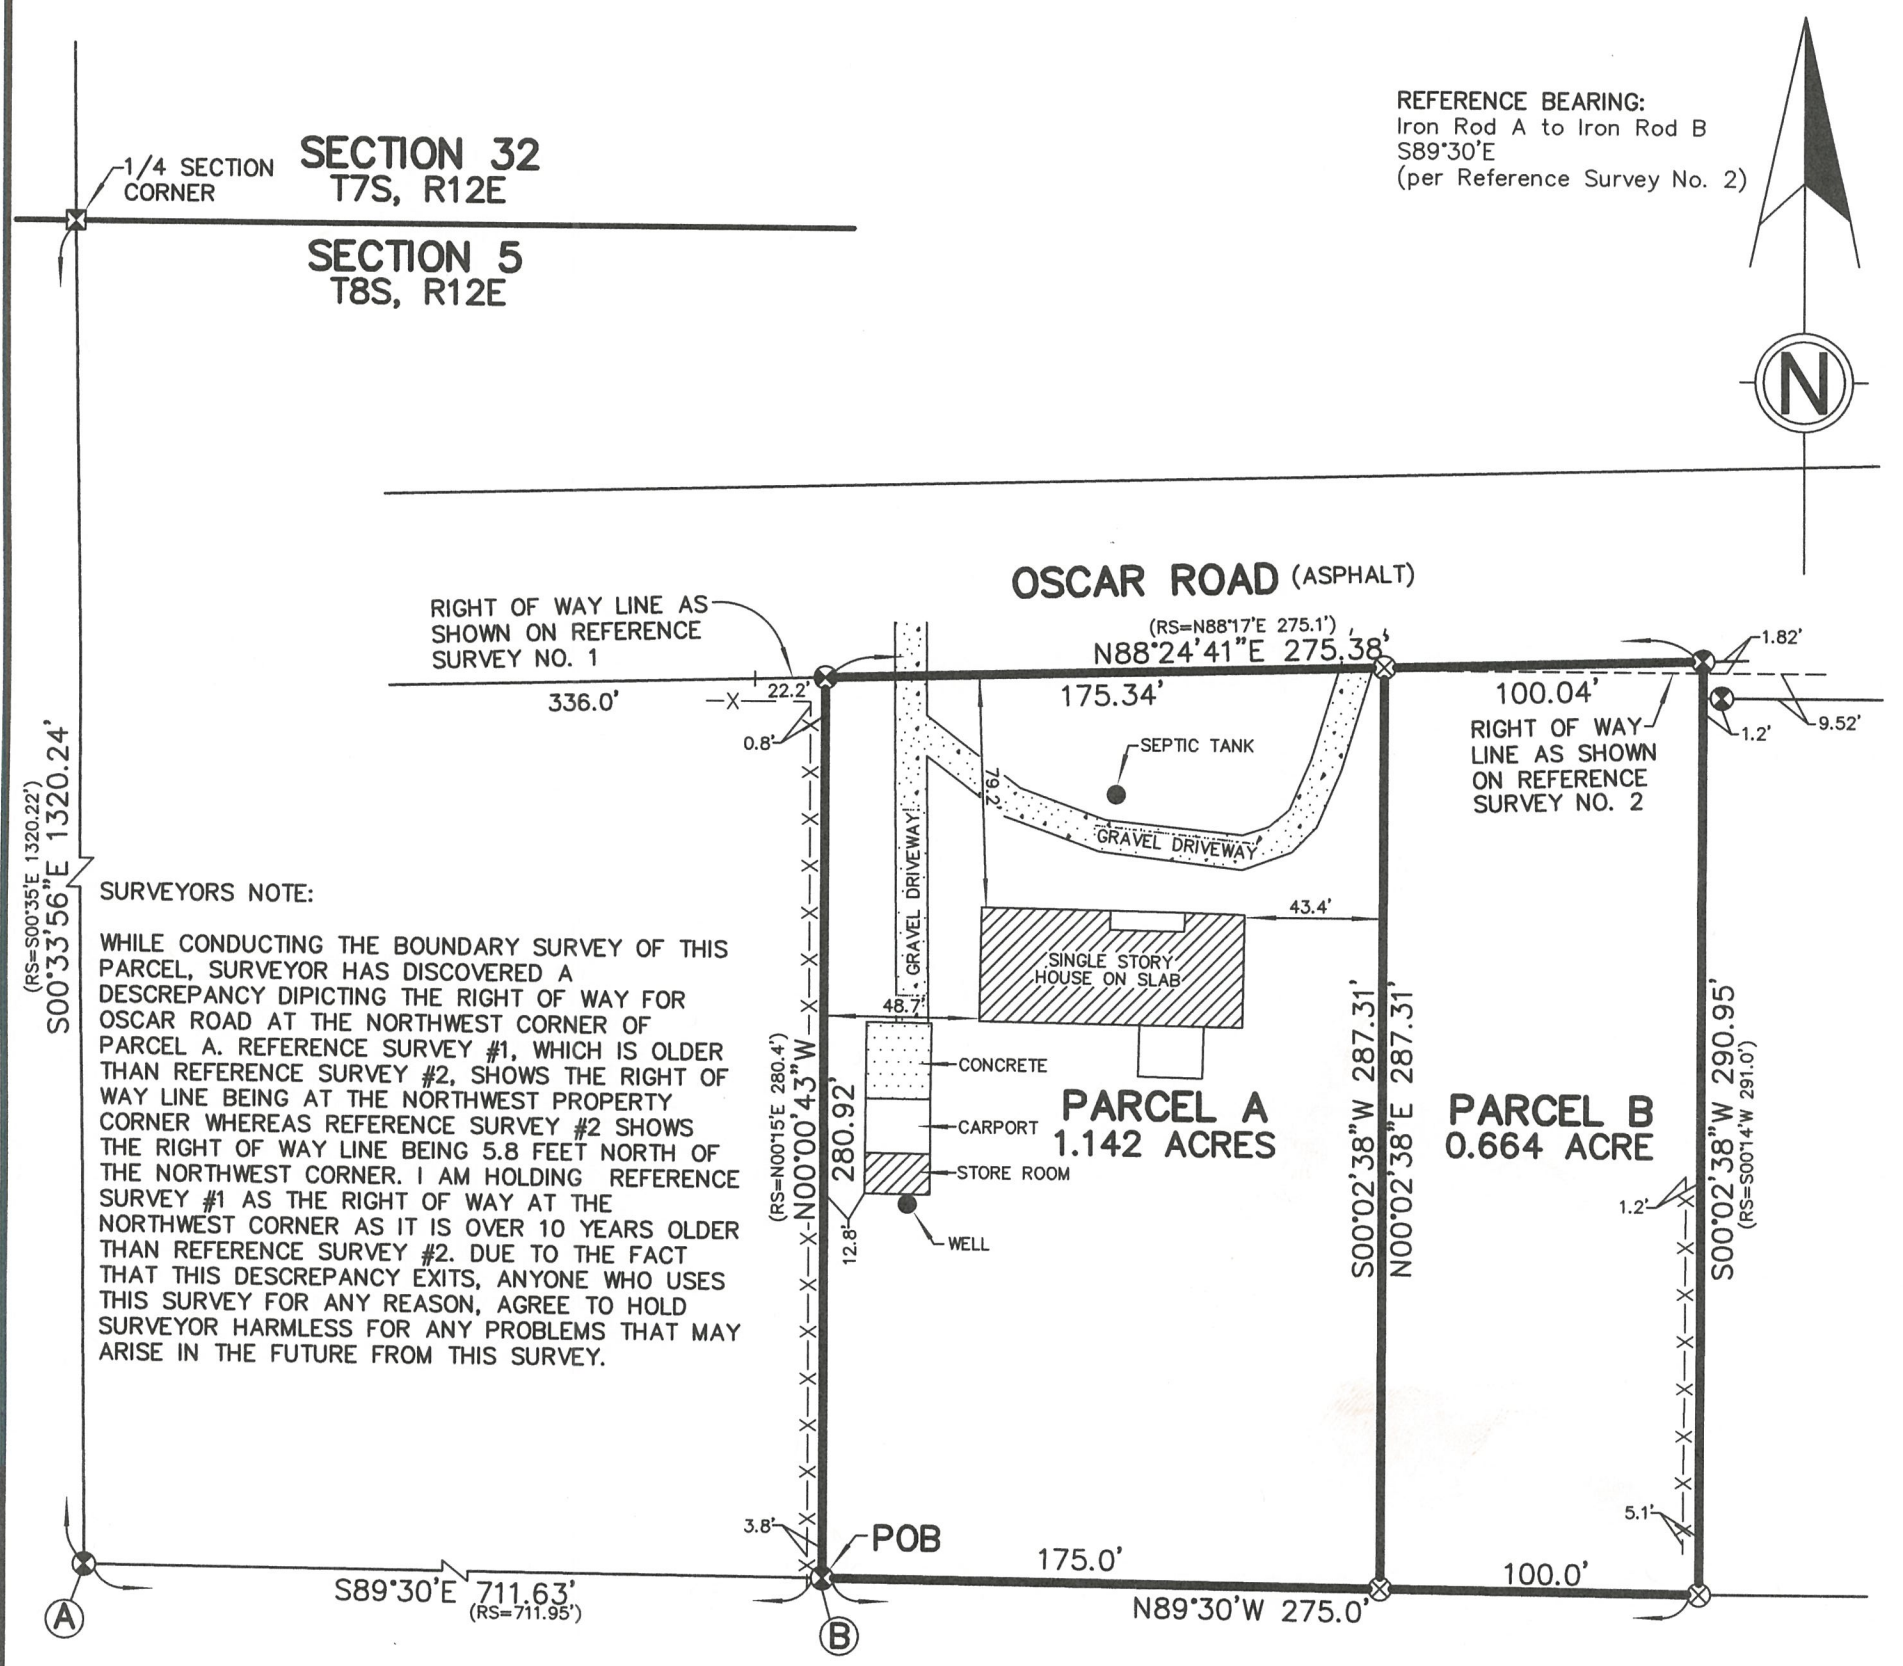 REFERENCE BEARING:
Iron Rod A to Iron Rod B
S89°30'E
(per Reference Survey No. 2)
N
1/4 SECTION
CORNER
SECTION 32
T7S, R12E
SECTION 5
T8S, R12E
OSCAR ROAD (ASPHALT)
RIGHT OF WAY LINE AS
SHOWN ON REFERENCE
SURVEY NO. 1
(RS=N88°17'E 275.1')
N88°24'41"E 275.38'
336.0'
22.2'
175.34'
100.04'
1.82'
9.52'
1.2'
0.8'
RIGHT OF WAY
LINE AS SHOWN
ON REFERENCE
SURVEY NO. 2
SEPTIC TANK
79.2'
GRAVEL DRIVEWAY
GRAVEL DRIVEWAY
(RS=S00°35'E 1320.22')
S00°33'56"E 1320.24'
SURVEYORS NOTE:
WHILE CONDUCTING THE BOUNDARY SURVEY OF THIS
PARCEL, SURVEYOR HAS DISCOVERED A
DESCREPANCY DIPICTING THE RIGHT OF WAY FOR
OSCAR ROAD AT THE NORTHWEST CORNER OF
PARCEL A. REFERENCE SURVEY #1, WHICH IS OLDER
THAN REFERENCE SURVEY #2, SHOWS THE RIGHT OF
WAY LINE BEING AT THE NORTHWEST PROPERTY
CORNER WHEREAS REFERENCE SURVEY #2 SHOWS
THE RIGHT OF WAY LINE BEING 5.8 FEET NORTH OF
THE NORTHWEST CORNER. I AM HOLDING REFERENCE
SURVEY #1 AS THE RIGHT OF WAY AT THE
NORTHWEST CORNER AS IT IS OVER 10 YEARS OLDER
THAN REFERENCE SURVEY #2. DUE TO THE FACT
THAT THIS DESCREPANCY EXITS, ANYONE WHO USES
THIS SURVEY FOR ANY REASON, AGREE TO HOLD
SURVEYOR HARMLESS FOR ANY PROBLEMS THAT MAY
ARISE IN THE FUTURE FROM THIS SURVEY.
43.4'
SINGLE STORY
HOUSE ON SLAB
48.7'
CONCRETE
CARPORT
STORE ROOM
WELL
12.8'
(RS=N00°15'E 280.4')
N00°00'43"W
280.92'
PARCEL A
1.142 ACRES
S00°02'38"W 287.31'
N00°02'38"E 287.31'
PARCEL B
0.664 ACRE
S00°02'38"W 290.95'
(RS=S00°14'W 291.0')
1.2'
5.1'
3.8'
POB
175.0'
100.0'
N89°30'W 275.0'
S89°30'E 711.63'
(RS=711.95')
A
B